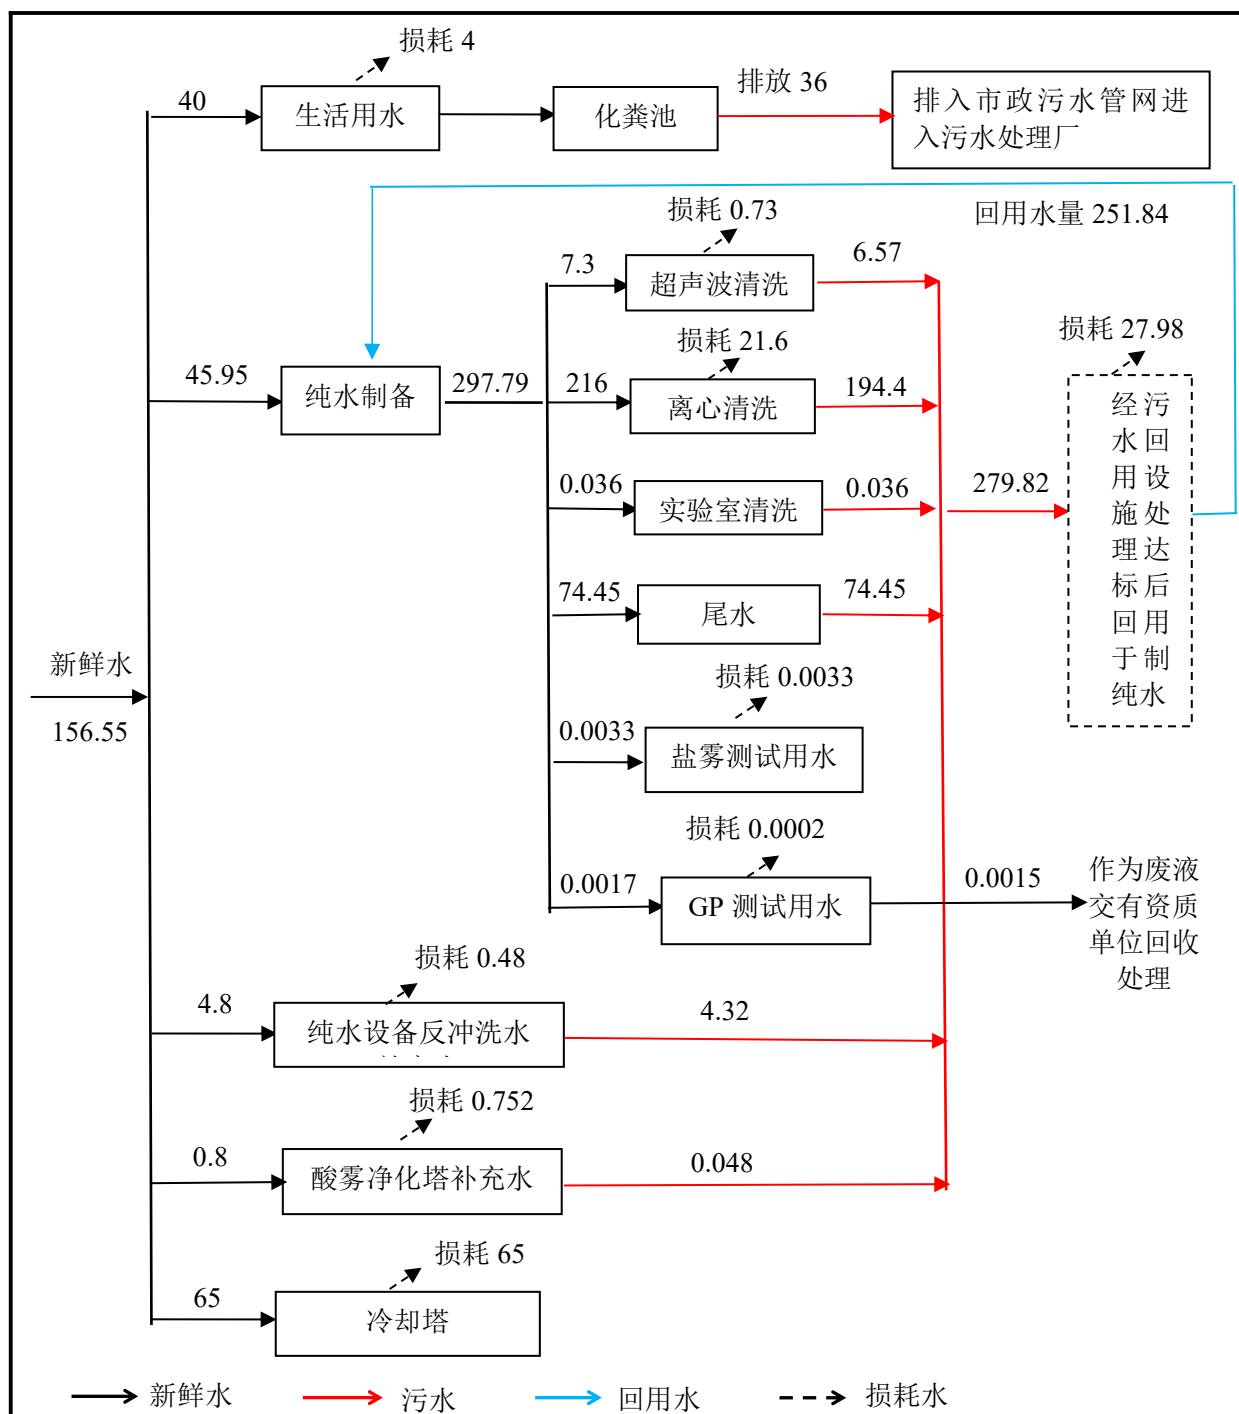 损耗 4
40
生活用水
化粪池
排放 36
排入市政污水管网进
入污水处理厂
回用水量 251.84
损耗 0.73
7.3
超声波清洗
6.57
损耗 27.98
损耗 21.6
45.95
纯水制备
297.79
216
离心清洗
194.4
经污
水回
用设
施处
理达
标后
回用
于制
纯水
0.036
实验室清洗
0.036
279.82
74.45
尾水
74.45
新鲜水
156.55
损耗 0.0033
0.0033
盐雾测试用水
损耗 0.0002
0.0017
GP 测试用水
0.0015
作为废液
交有资质
单位回收
处理
损耗 0.48
4.8
纯水设备反冲洗水
4.32
损耗 0.752
0.8
酸雾净化塔补充水
0.048
损耗 65
65
冷却塔
新鲜水
污水
回用水
损耗水